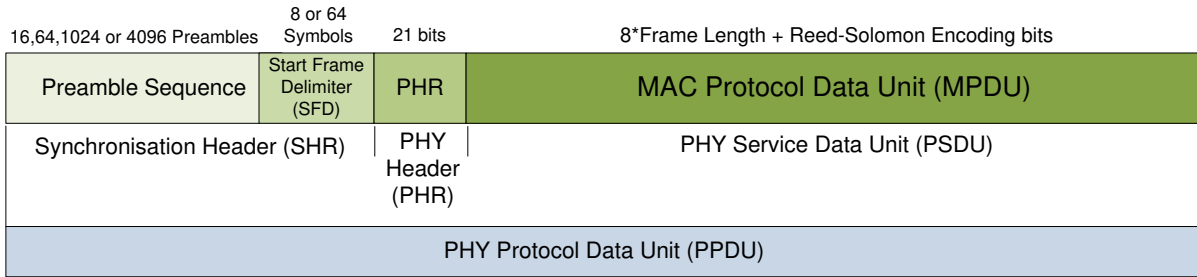 8 or 64
16,64,1024 or 4096 Preambles Symbols 21 bits 8*Frame Length + Reed-Solomon Encoding bits
Preamble Sequence
Start Frame
Delimiter
(SFD)
PHR
MAC Protocol Data Unit (MPDU)
Synchronisation Header (SHR)
PHY
Header
(PHR)
PHY Service Data Unit (PSDU)
PHY Protocol Data Unit (PPDU)